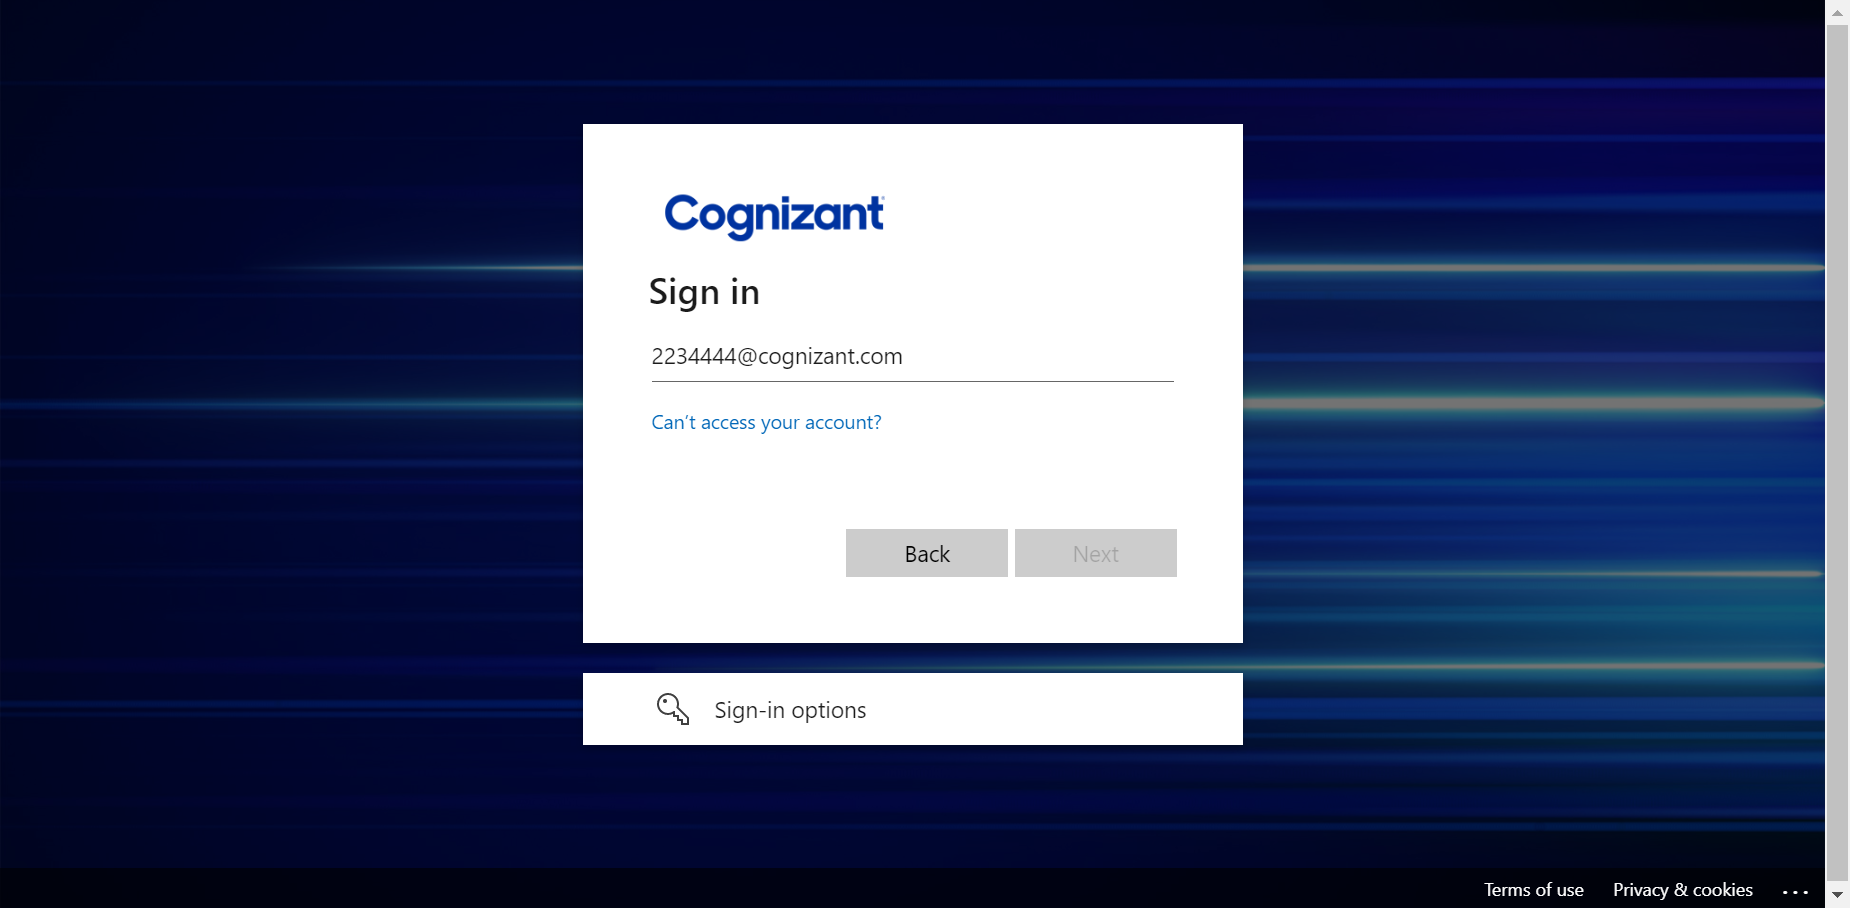 Cognizant
Sign in
2234444@cognizant.com
Can't access your account?
Back
Next
Sign-in options
Terms of use
Privacy & cookies
...